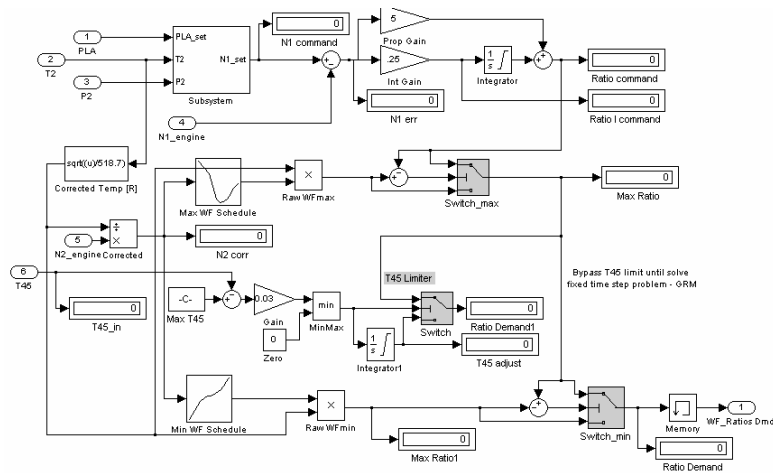 1
PLA
2
T2
3
P2
PLA_set
T2
P2
N1_set
Subsystem
0
N1 command
4
N1_engine
5
Prop Gain
.25
Int Gain
0
N1 err
1
s
Integrator
0
Ratio command
0
Ratio I command
sqrt((u)/518.7)
Corrected Temp [R]
Max WF Schedule
×
Raw WFmax
Switch_max
0
Max Ratio
5
N2_engine
÷
×
Corrected
0
N2 corr
6
T45
0
T45_in
-C-
Max T45
0.03
Gain
0
Zero
min
MinMax
1
s
Integrator1
T45 Limiter
Switch
0
Ratio Demand1
0
T45 adjust
Bypass T45 limit until solve
fixed time step problem - GRM
Min WF Schedule
×
Raw WFmin
0
Max Ratio1
Switch_min
Memory
1
WF_Ratios Dmd
0
Ratio Demand